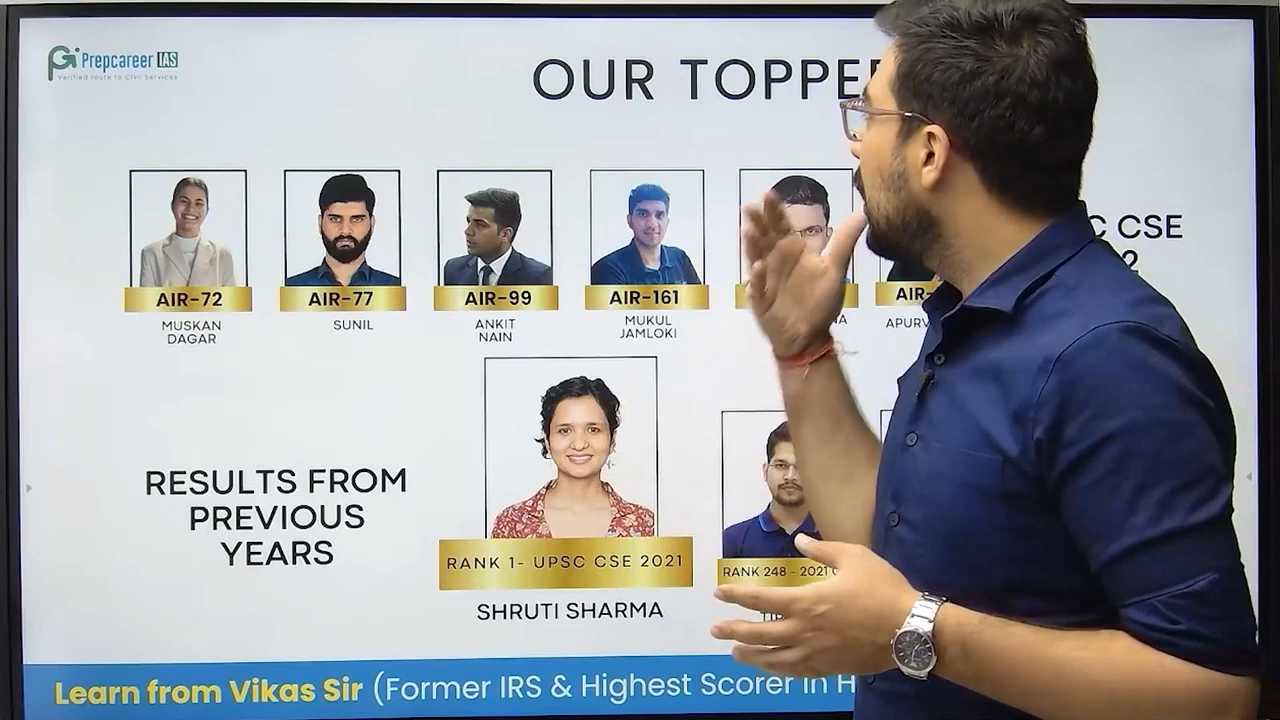 Prepcareer IAS
Verified route to Civil Services
OUR TOPPE
AIR-72
MUSKAN
DAGAR
AIR-77
SUNIL
AIR-99
ANKIT
NAIN
AIR-161
MUKUL
JAMLOKI
AIR-
CSE
RESULTS FROM
PREVIOUS
YEARS
RANK 1- UPSC CSE 2021
SHRUTI SHARMA
RANK 248 - 2021
Learn from Vikas Sir (Former IRS & Highest Scorer in H